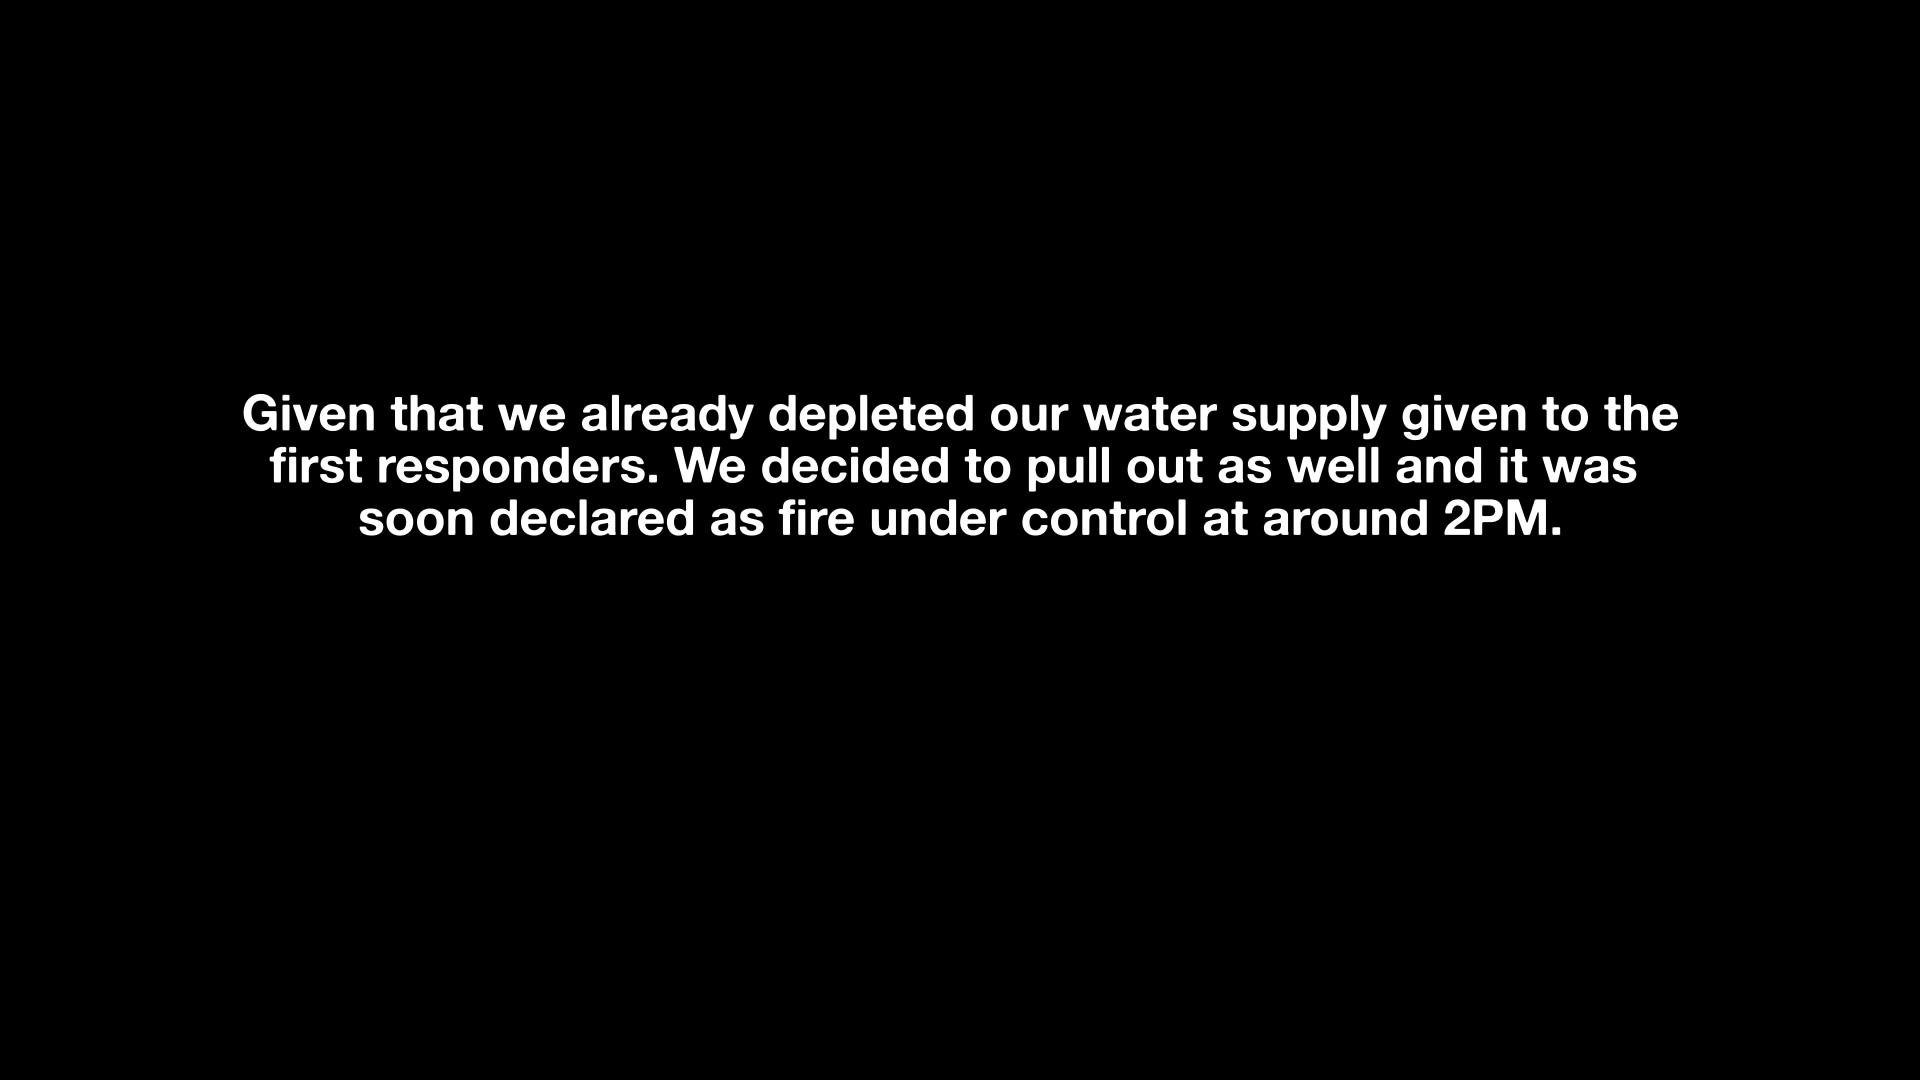 Given that we already depleted our water supply given to the
first responders. We decided to pull out as well and it was
soon declared as fire under control at around 2PM.